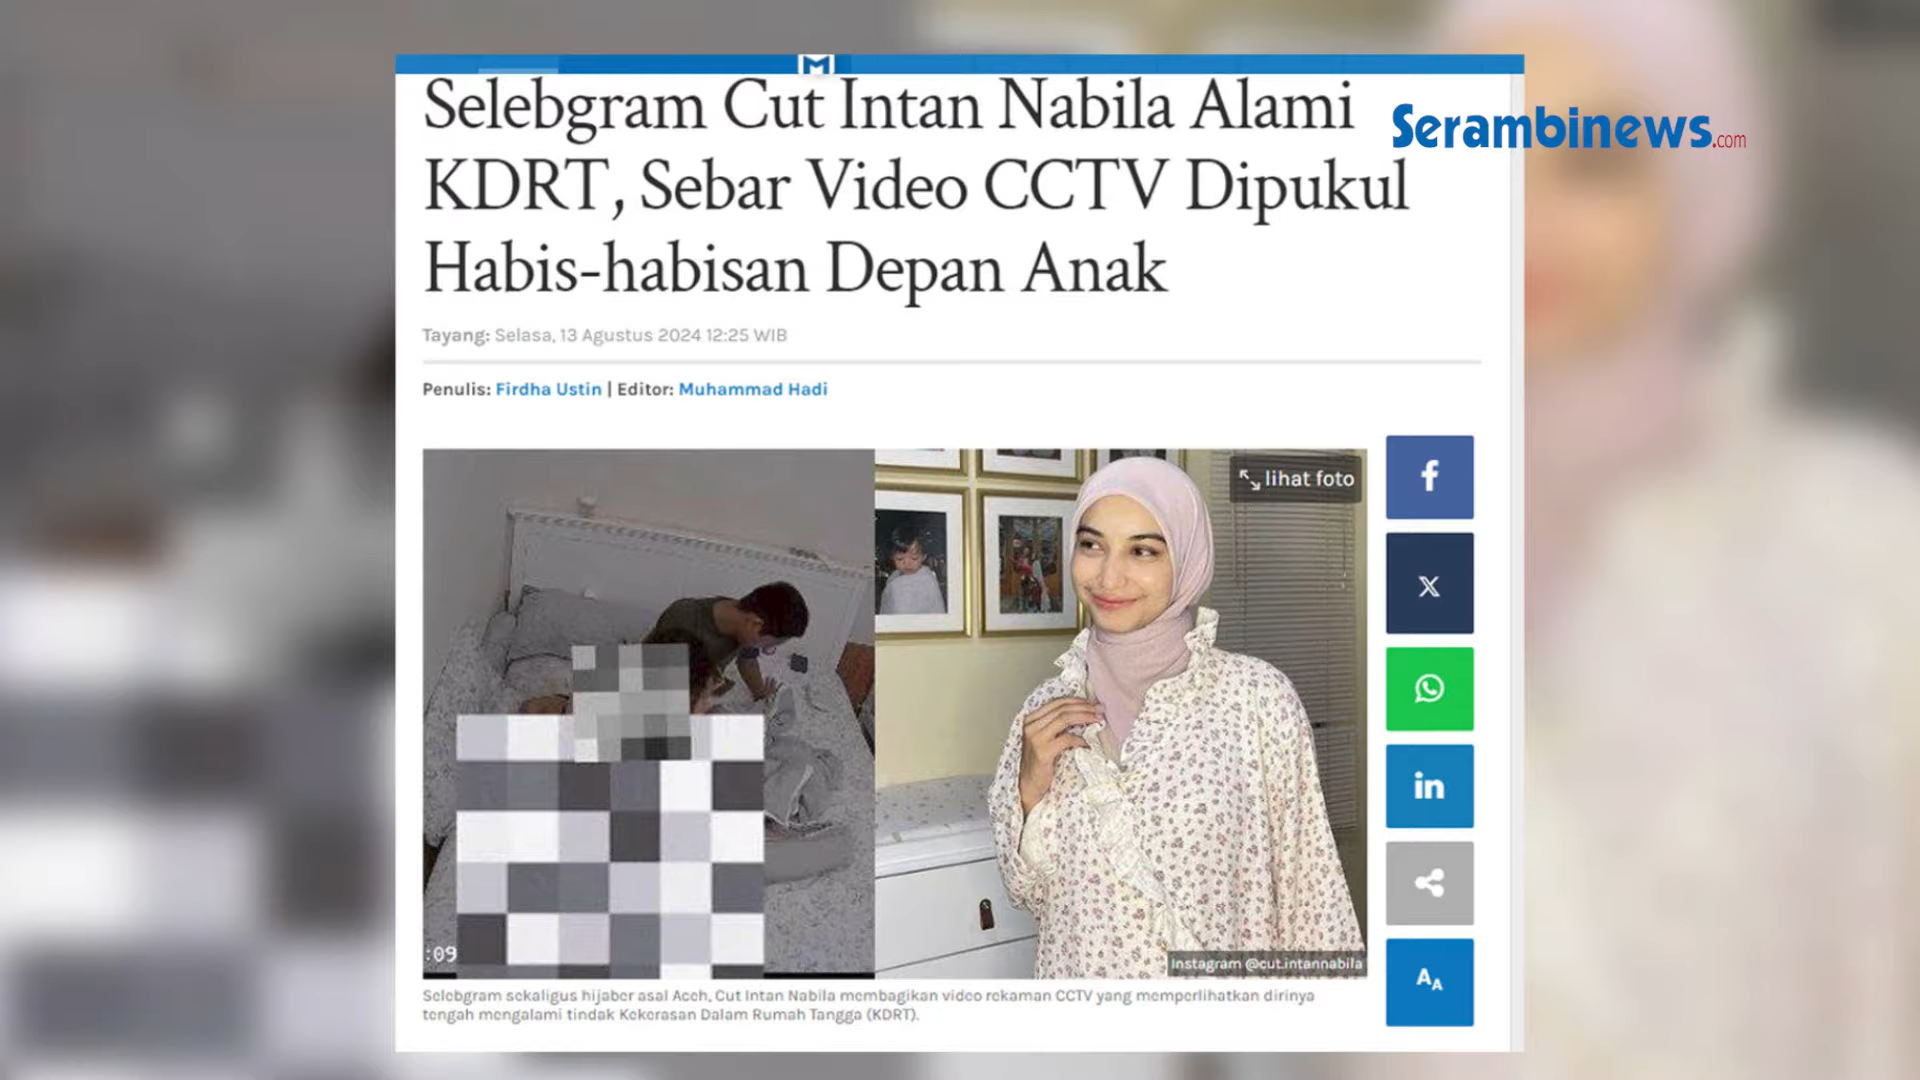 Selebgram Cut Intan Nabila Alami
KDRT, Sebar Video CCTV Dipukul
Habis-habisan Depan Anak
Serambinews.com
Tayang: Selasa, 13 Agustus 2024 12:25 WIB
Penulis: Firdha Ustin | Editor: Muhammad Hadi
lihat foto
:09
Instagram @cut.intannabila
Selebgram sekaligus hijaber asal Aceh, Cut Intan Nabila membagikan video rekaman CCTV yang memperlihatkan dirinya
tengah mengalami tindak Kekerasan Dalam Rumah Tangga (KDRT).
f
X
in
AA